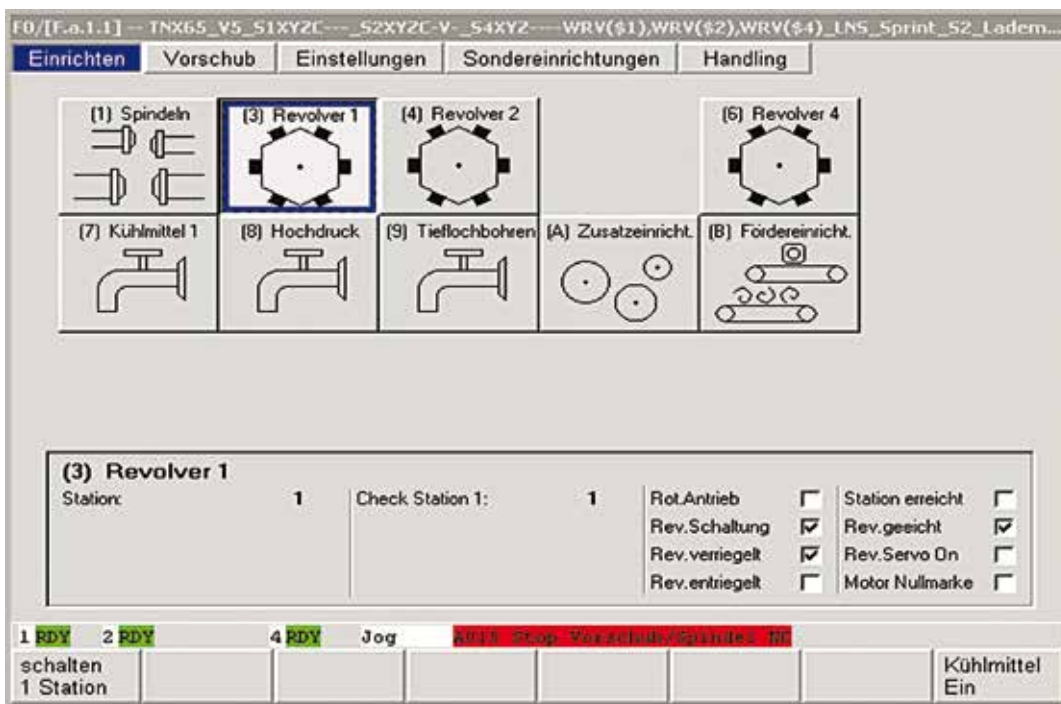 F0/[F.a.1.1] -- TNX65_V5_S1XYZC---_S2XYZC-V-_S4XYZ----WRV($1),WRV($2),WRV($4)_LNS_Sprint_S2_Ladem...
Einrichten Vorschub Einstellungen Sondereinrichtungen Handling
(1) Spindeln (3) Revolver 1 (4) Revolver 2 (6) Revolver 4
(7) Kühlmittel 1 (8) Hochdruck (9) Tieflochbohren (A) Zusatzeinricht. (B) Fördereinricht.
(3) Revolver 1
Station: 1 Check Station 1: 1 Rot.Antrieb Station erreicht
Rev.Schaltung Rev.geeicht
Rev.verriegelt Rev.Servo On
Rev.entriegelt Motor Nullmarke
1 RDY 2 RDY 4 RDY Jog Stop Vorschub/Spindel NC
schalten Kühlmittel
1 Station Ein